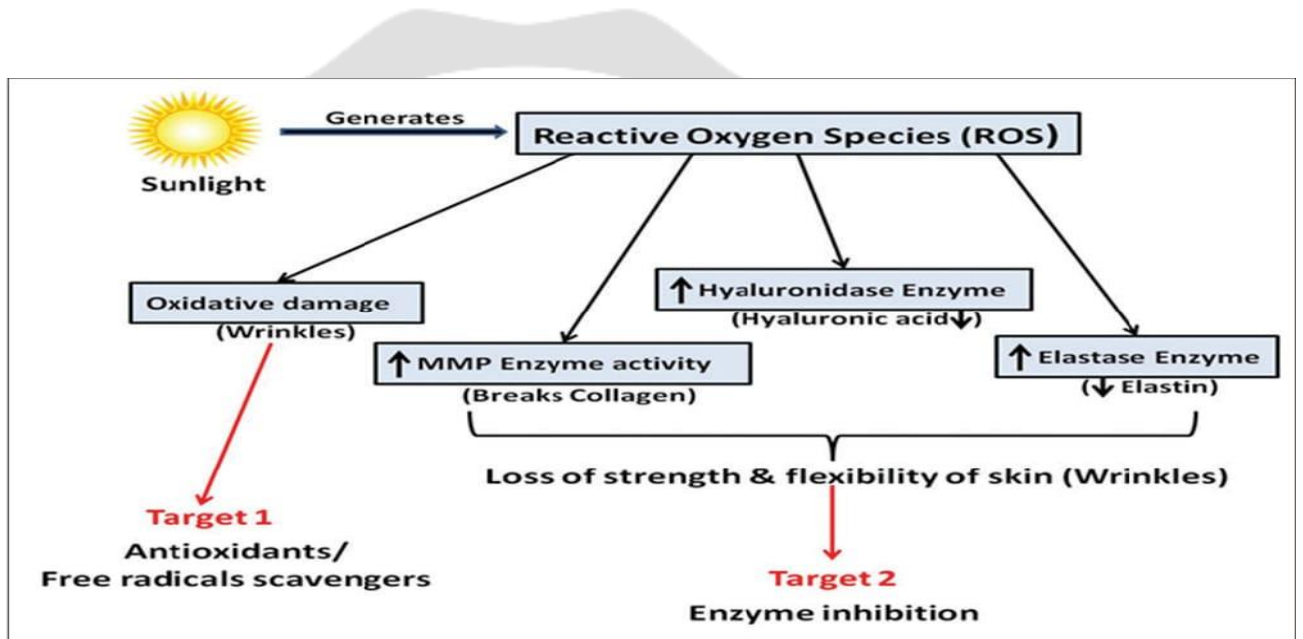 Generates
Reactive Oxygen Species (ROS)
Sunlight
Oxidative damage
(Wrinkles)
↑ Hyaluronidase Enzyme
(Hyaluronic acid↓)
↑ MMP Enzyme activity
(Breaks Collagen)
↑ Elastase Enzyme
(↓ Elastin)
Loss of strength & flexibility of skin (Wrinkles)
Target 1
Antioxidants/
Free radicals scavengers
Target 2
Enzyme inhibition